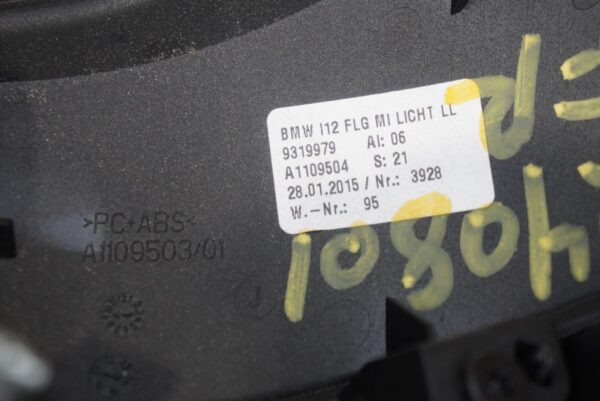 BMW I12 FLG MI LICHT LL
9319979 AI: 06
A1109504 S: 21
28.01.2015 / Nr.: 3928
W.-Nr.: 95
>PC+ABS<
A1109503/01